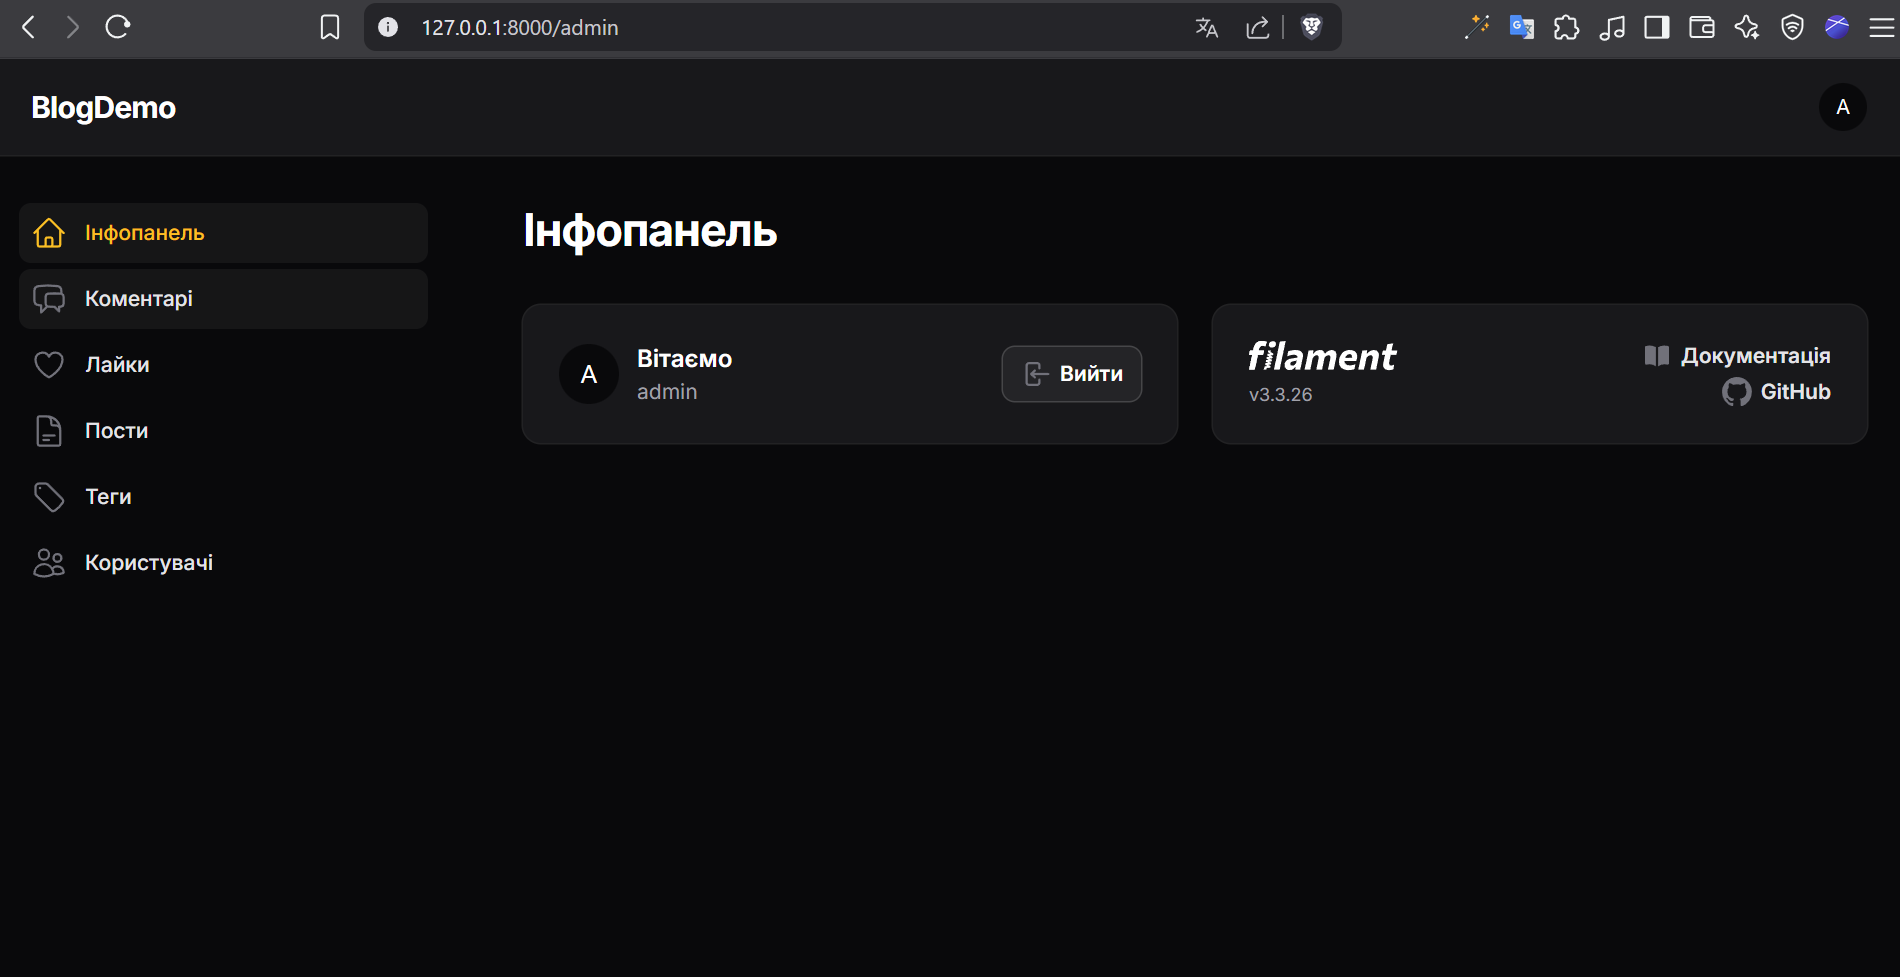 127.0.0.1:8000/admin
BlogDemo
A
Інфопанель
Коментарі
Лайки
Пости
Теги
Користувачі
Інфопанель
A
Вітаємо
admin
Вийти
filament
v3.3.26
Документація
GitHub